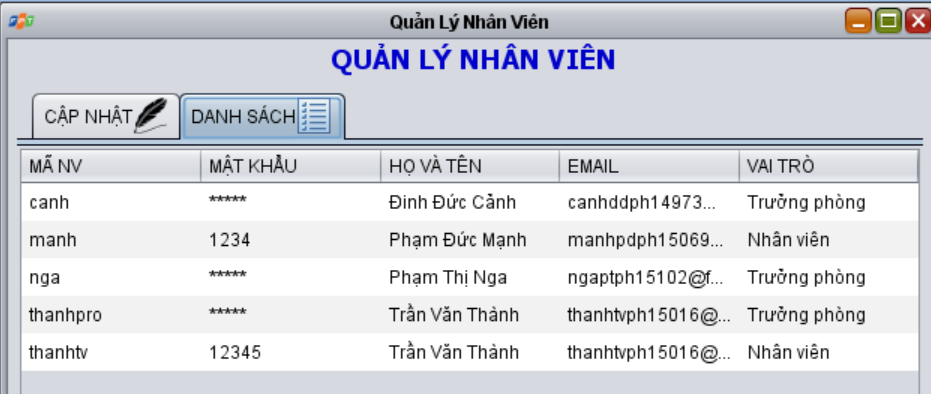 Quản Lý Nhân Viên
QUẢN LÝ NHÂN VIÊN
CẬP NHẬT DANH SÁCH
MÃ NV MẬT KHẨU HỌ VÀ TÊN EMAIL VAI TRÒ
canh ***** Đinh Đức Cảnh canhddph14973... Trưởng phòng
manh 1234 Phạm Đức Mạnh manhpdph15069... Nhân viên
nga ***** Phạm Thị Nga ngaptph15102@f... Trưởng phòng
thanhpro ***** Trần Văn Thành thanhtvph15016@... Trưởng phòng
thanhtv 12345 Trần Văn Thành thanhtvph15016@... Nhân viên